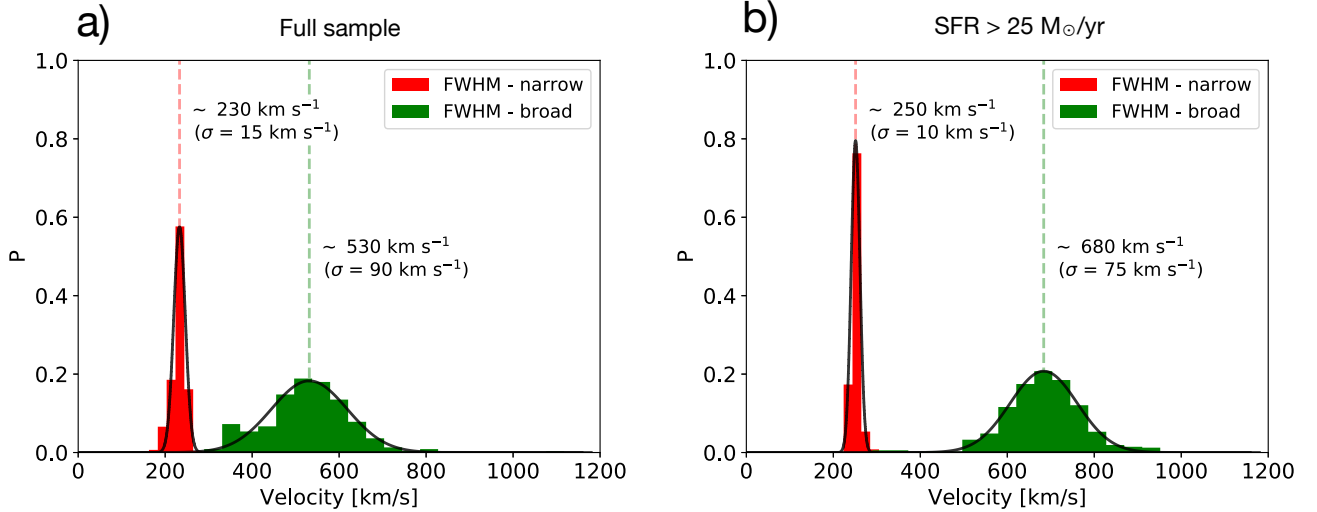 a)
Full sample
1.0
0.8
0.6
0.4
0.2
0.0
P
FWHM - narrow
FWHM - broad
~ 230 km s⁻¹
(σ = 15 km s⁻¹)
~ 530 km s⁻¹
(σ = 90 km s⁻¹)
0 200 400 600 800 1000 1200
Velocity [km/s]
b)
SFR > 25 M⊙/yr
1.0
0.8
0.6
0.4
0.2
0.0
P
FWHM - narrow
FWHM - broad
~ 250 km s⁻¹
(σ = 10 km s⁻¹)
~ 680 km s⁻¹
(σ = 75 km s⁻¹)
0 200 400 600 800 1000 1200
Velocity [km/s]